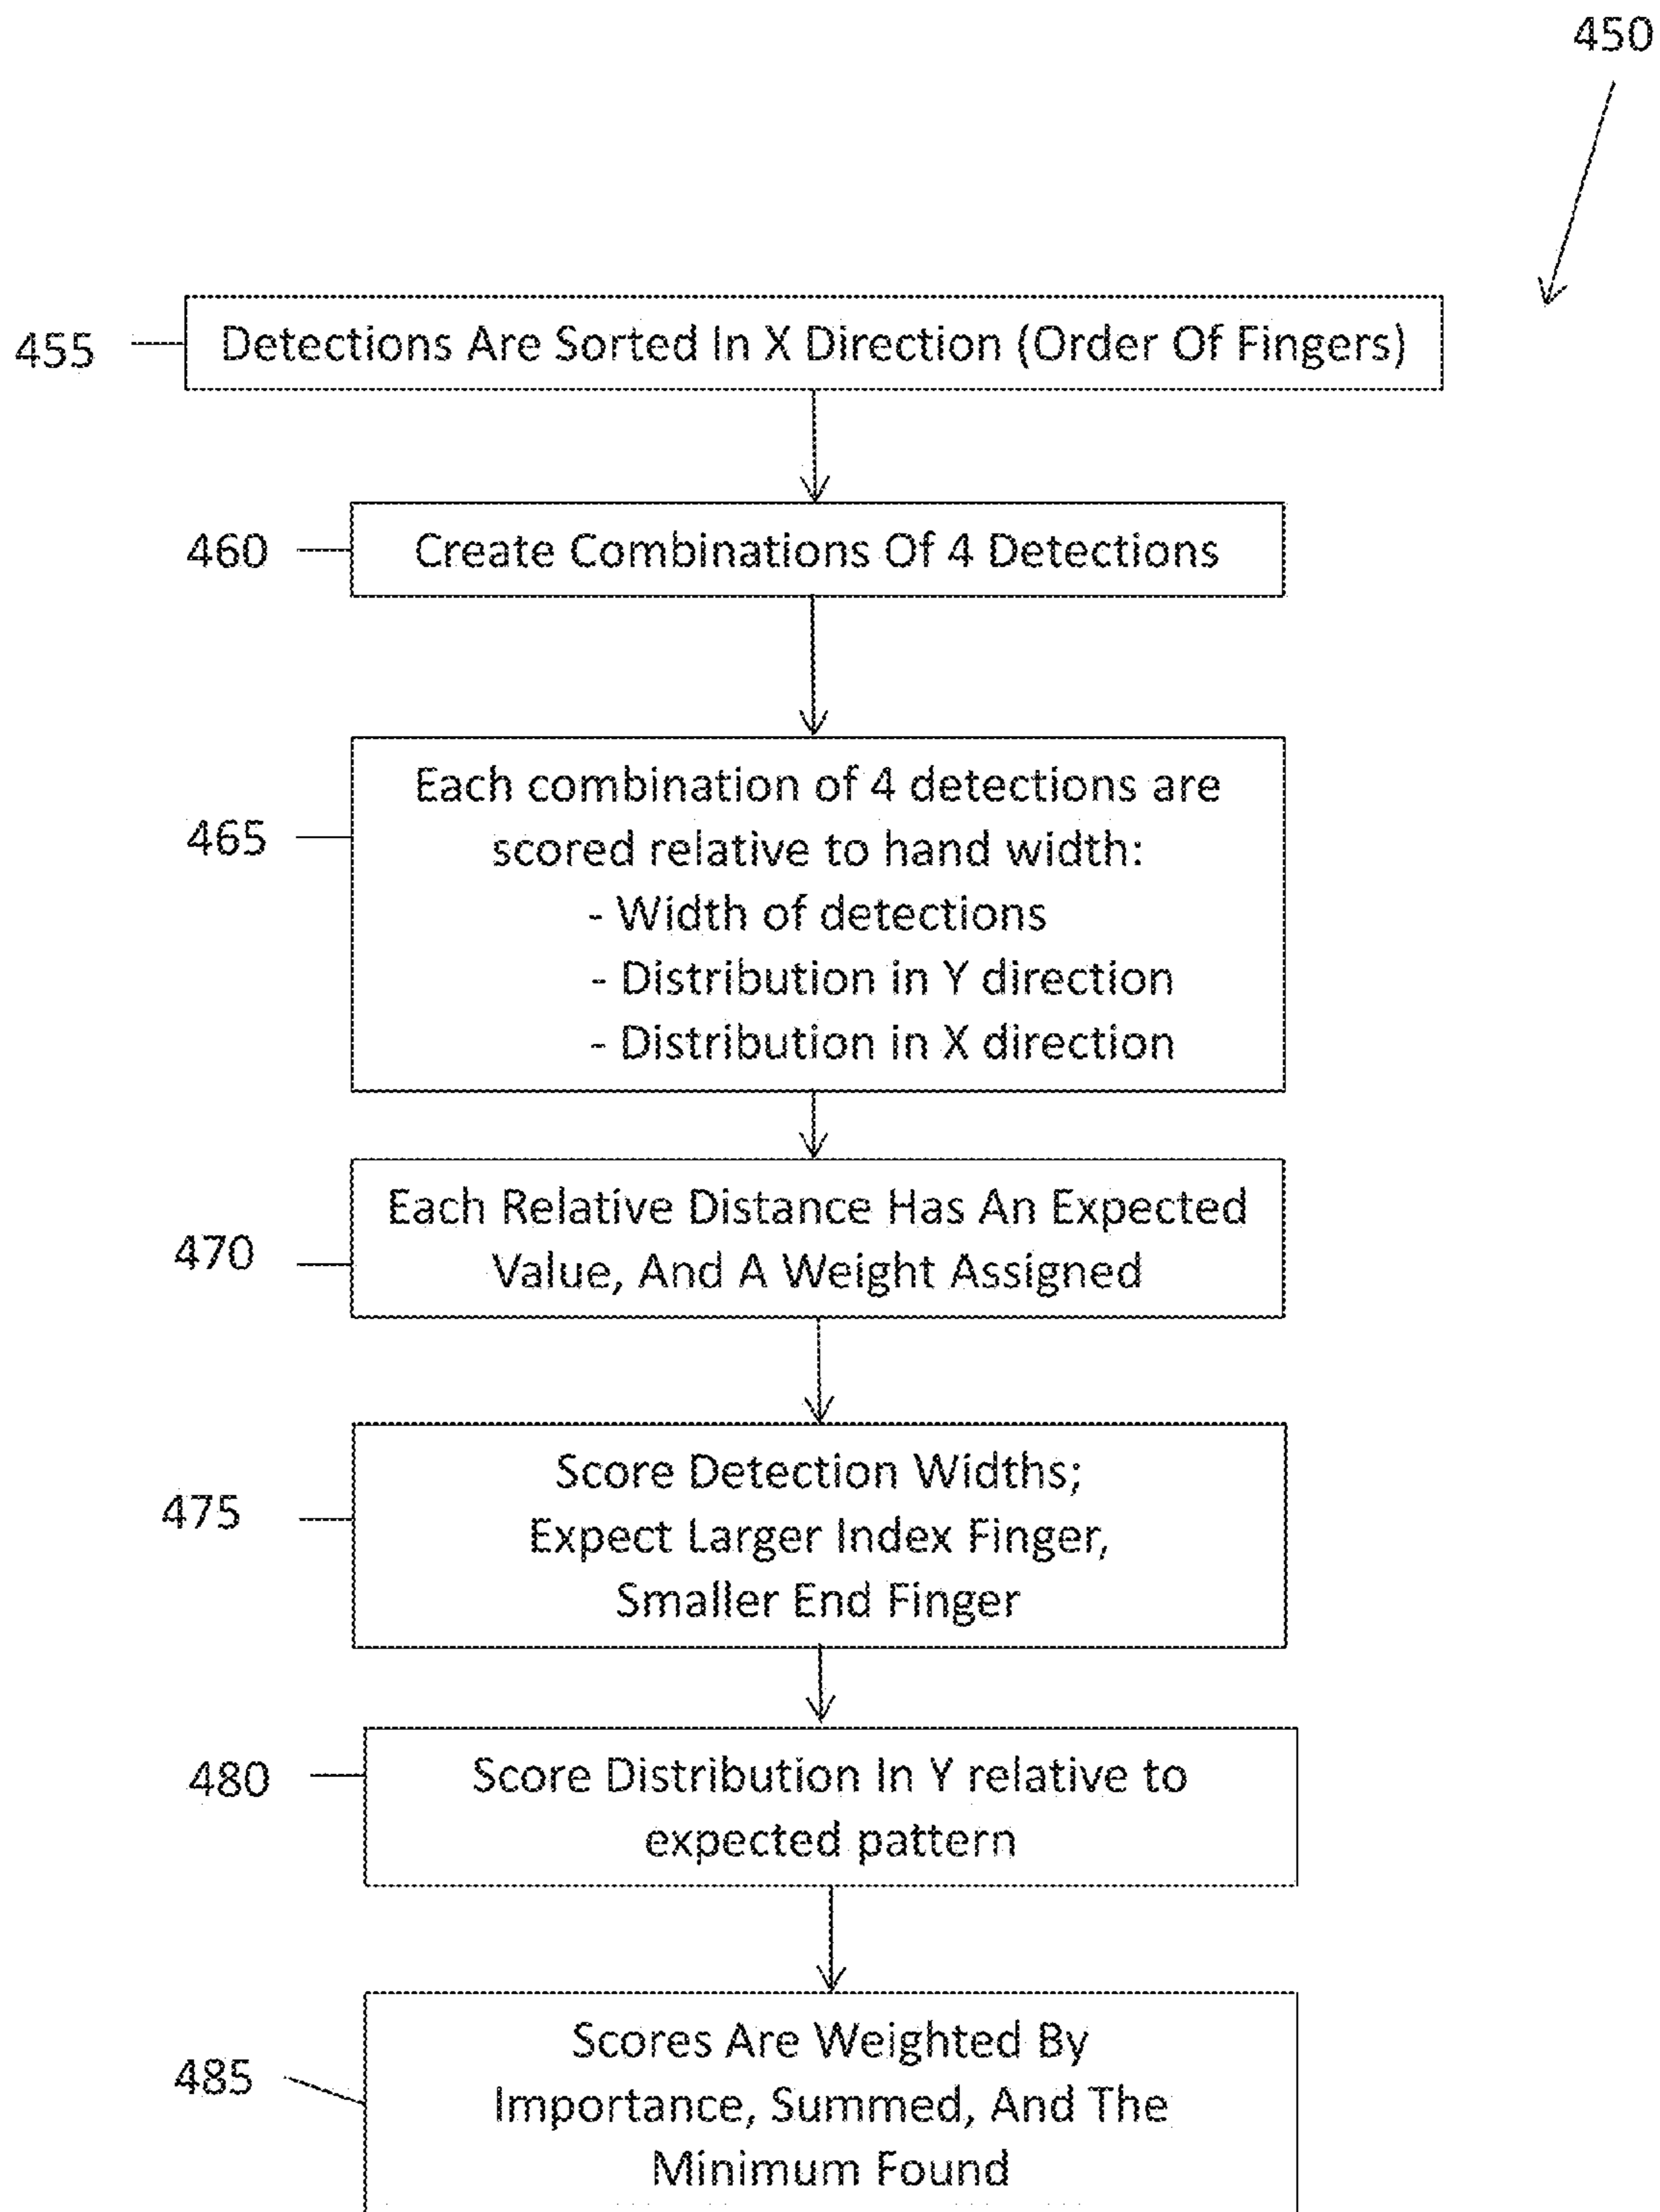 450
455
Detections Are Sorted In X Direction (Order Of Fingers)
460
Create Combinations Of 4 Detections
465
Each combination of 4 detections are
scored relative to hand width:
- Width of detections
- Distribution in Y direction
- Distribution in X direction
470
Each Relative Distance Has An Expected
Value, And A Weight Assigned
475
Score Detection Widths;
Expect Larger Index Finger,
Smaller End Finger
480
Score Distribution In Y relative to
expected pattern
485
Scores Are Weighted By
Importance, Summed, And The
Minimum Found